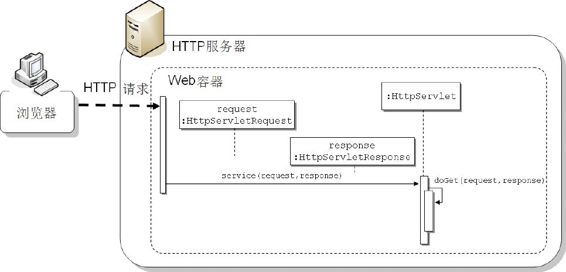 HTTP服务器
Web容器
HTTP 请求
浏览器
request
:HttpServletRequest
:HttpServlet
response
:HttpServletResponse
service(request,response)
doGet(request,response)